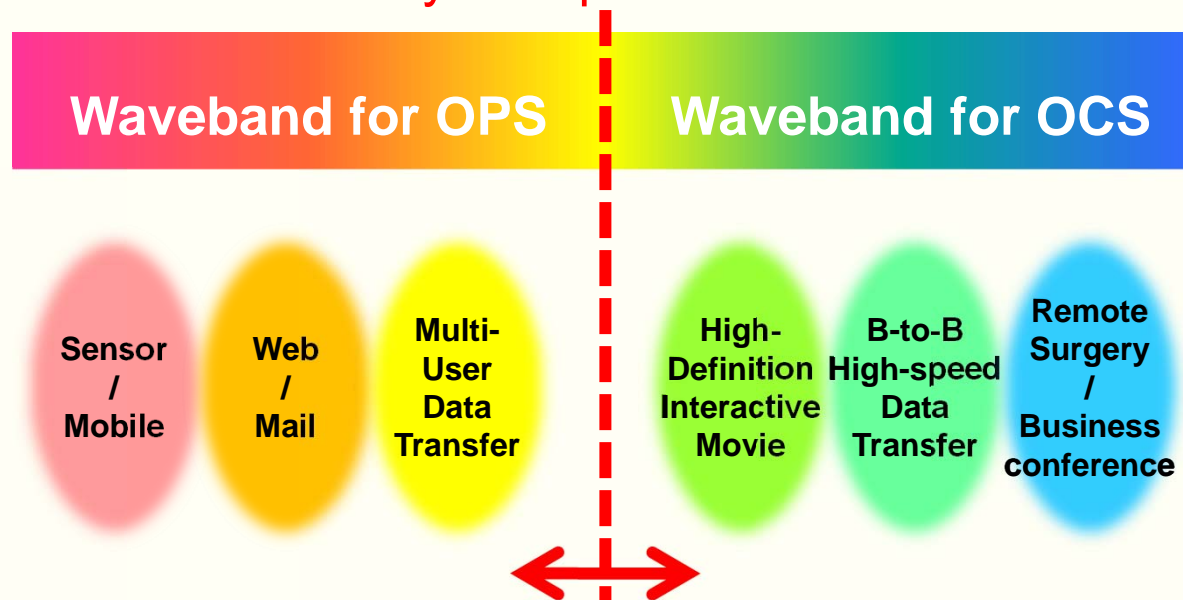 Waveband for OPS
Waveband for OCS
Sensor
/
Mobile
Web
/
Mail
Multi-
User
Data
Transfer
High-
Definition
Interactive
Movie
B-to-B
High-speed
Data
Transfer
Remote
Surgery
/
Business
conference